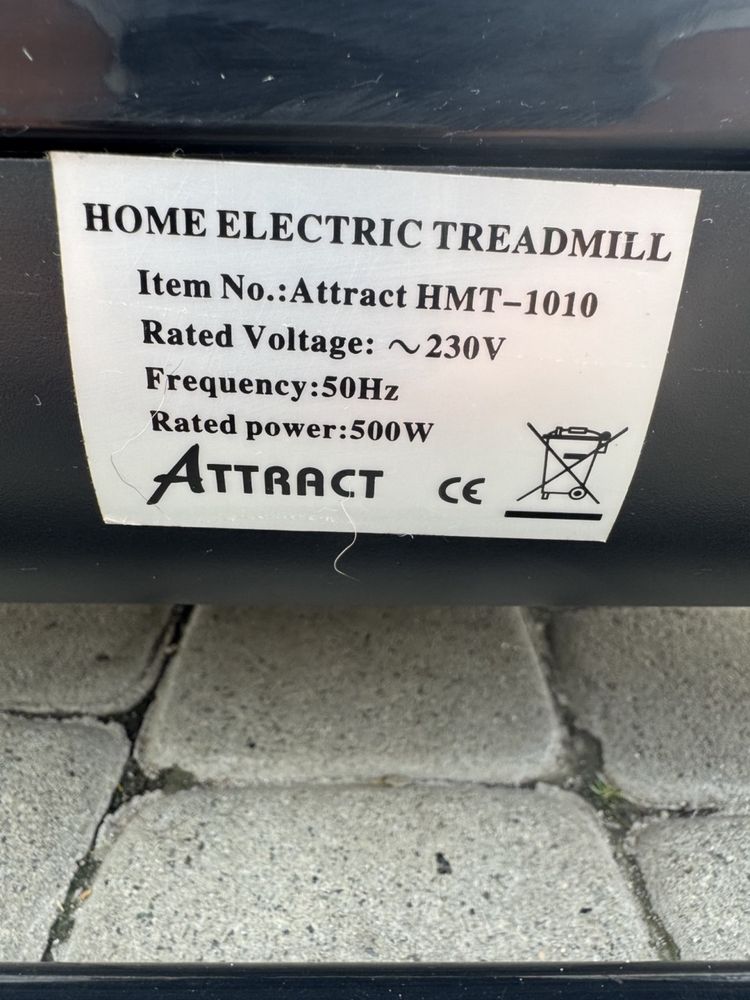 HOME ELECTRIC TREADMILL
Item No.:Attract HMT-1010
Rated Voltage: ~230V
Frequency:50Hz
Rated power:500W
ATTRACT CE